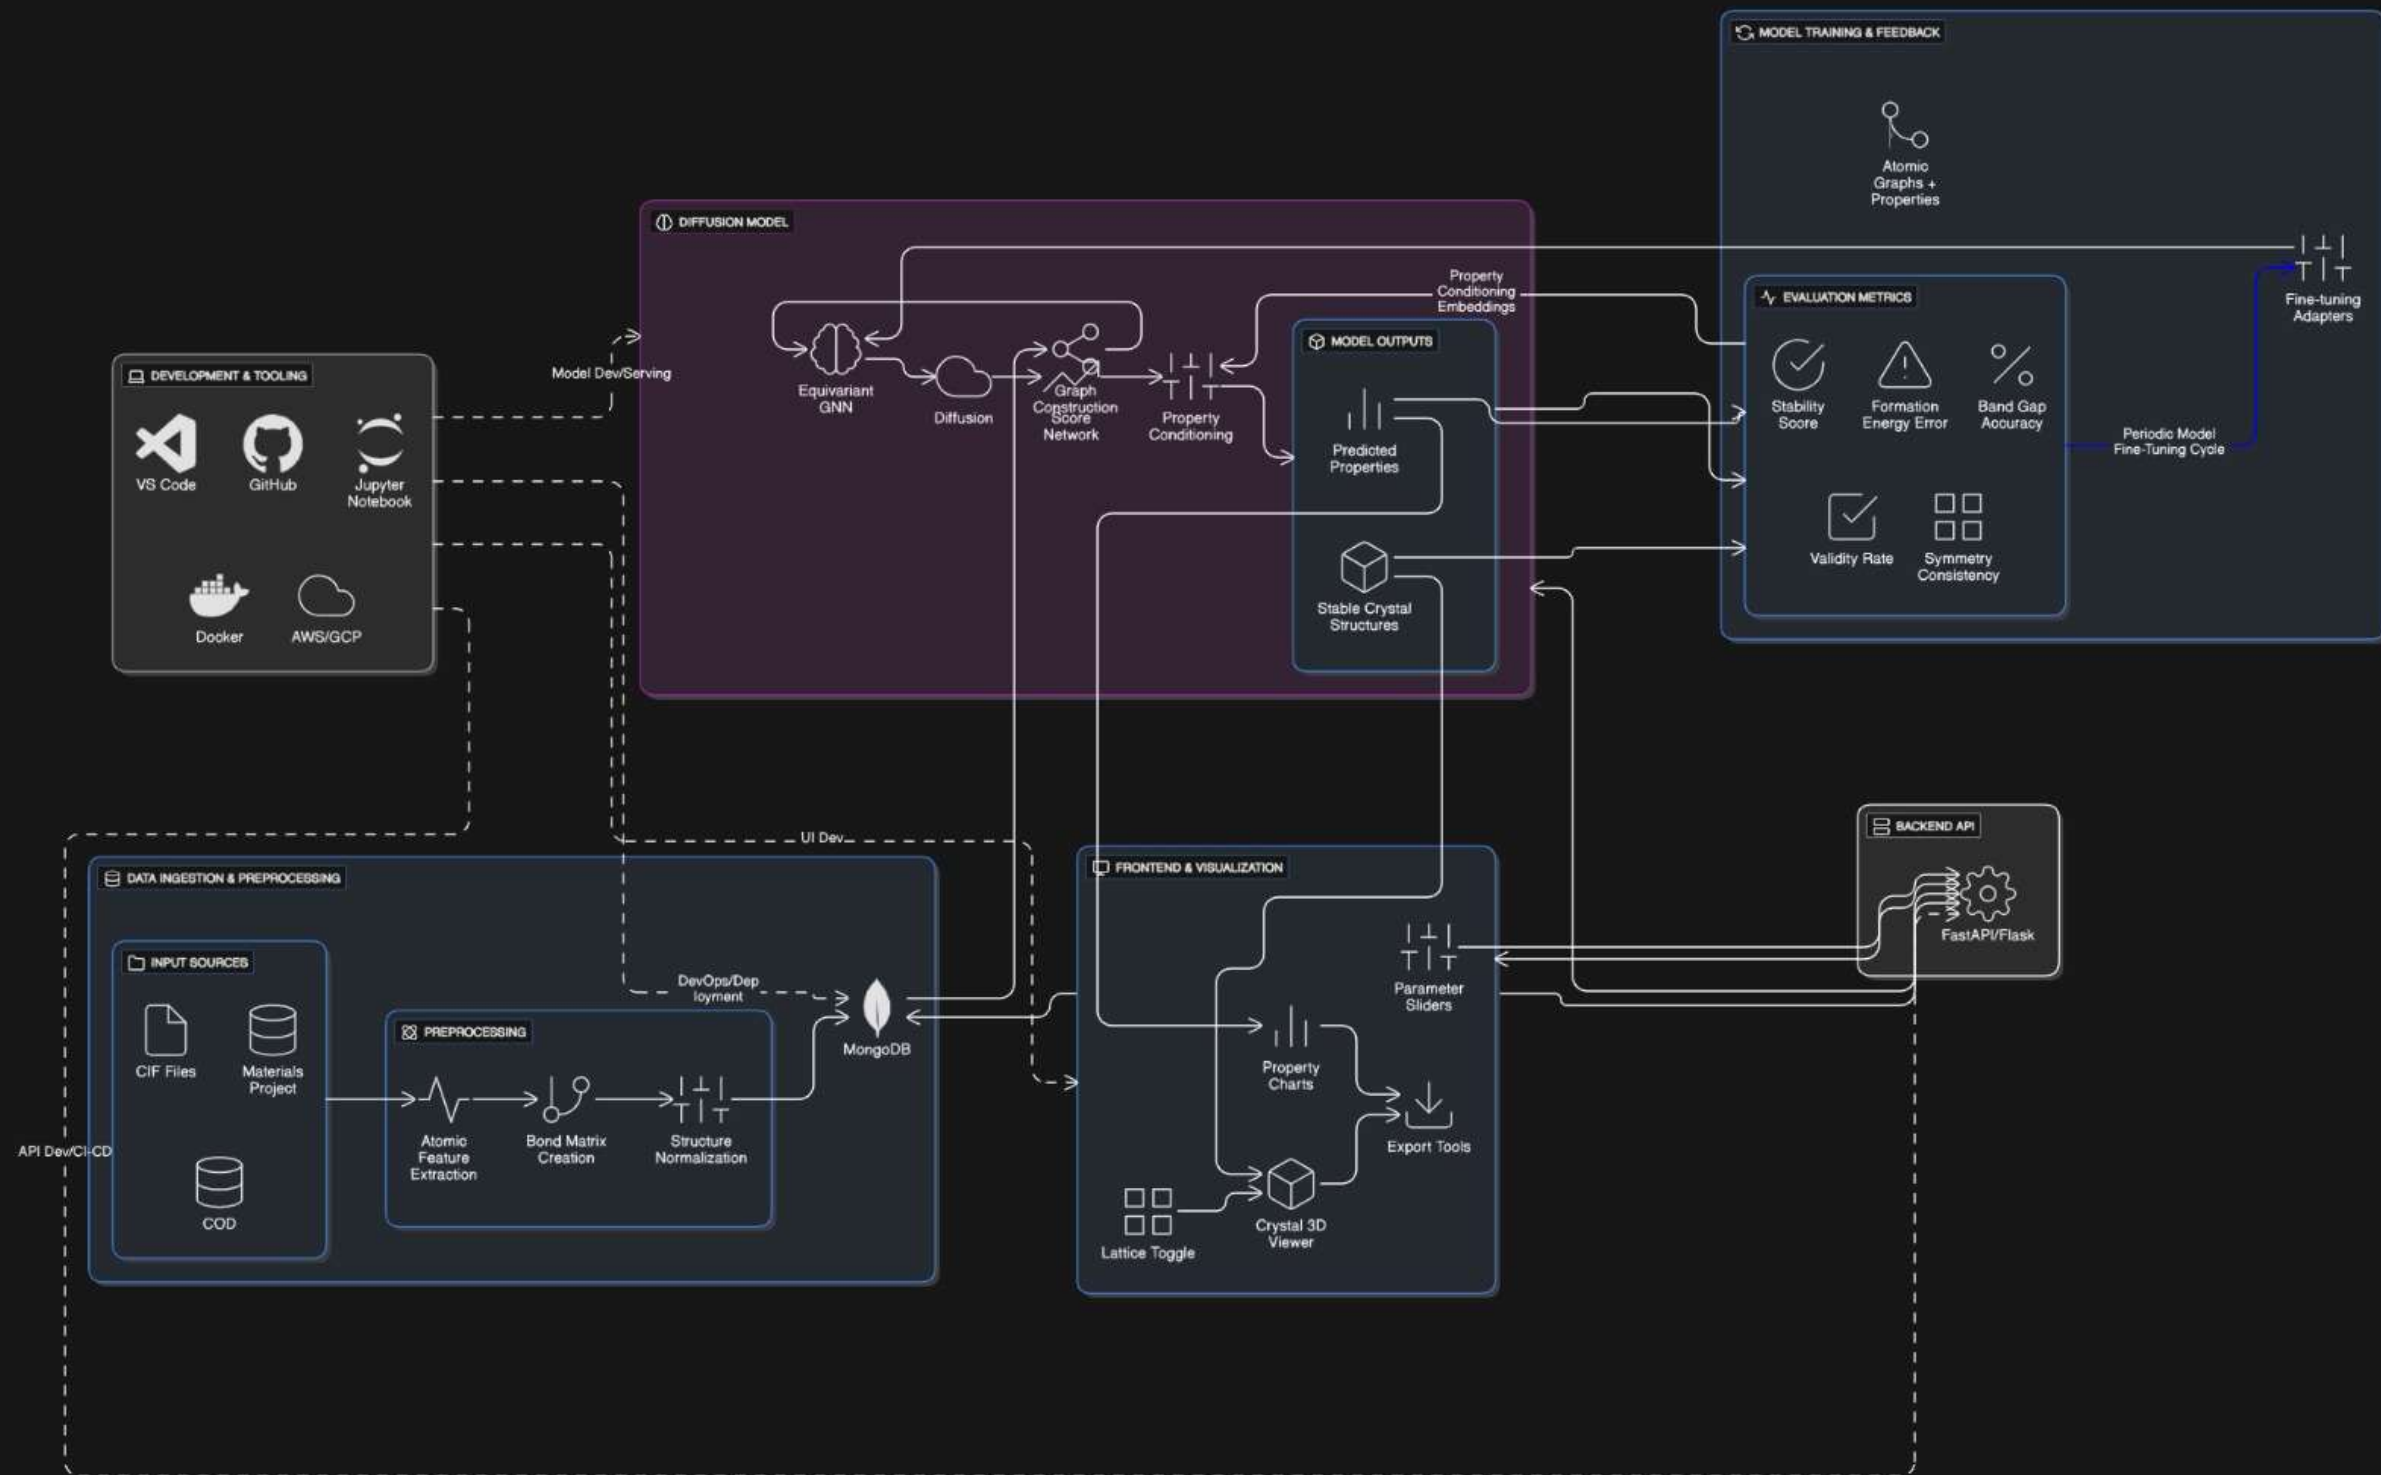 MODEL TRAINING & FEEDBACK
Atomic
Graphs +
Properties
DIFFUSION MODEL
Property
Conditioning
Embeddings
EVALUATION METRICS
Fine-tuning
Adapters
MODEL OUTPUTS
DEVELOPMENT & TOOLING
Model Dev/Serving
Equivariant
GNN
Diffusion
Graph
Construction
Score
Network
Property
Conditioning
Predicted
Properties
Stability
Score
Formation
Energy Error
Band Gap
Accuracy
Periodic Model
Fine-Tuning Cycle
VS Code
GitHub
Jupyter
Notebook
Validity Rate
Symmetry
Consistency
Docker
AWS/GCP
Stable Crystal
Structures
UI Dev
BACKEND API
FastAPI/Flask
DATA INGESTION & PREPROCESSING
FRONTEND & VISUALIZATION
INPUT SOURCES
DevOps/Dep
loyment
CIF Files
Materials
Project
COD
PREPROCESSING
MongoDB
Atomic
Feature
Extraction
Bond Matrix
Creation
Structure
Normalization
API Dev/CI-CD
Parameter
Sliders
Property
Charts
Export Tools
Lattice Toggle
Crystal 3D
Viewer